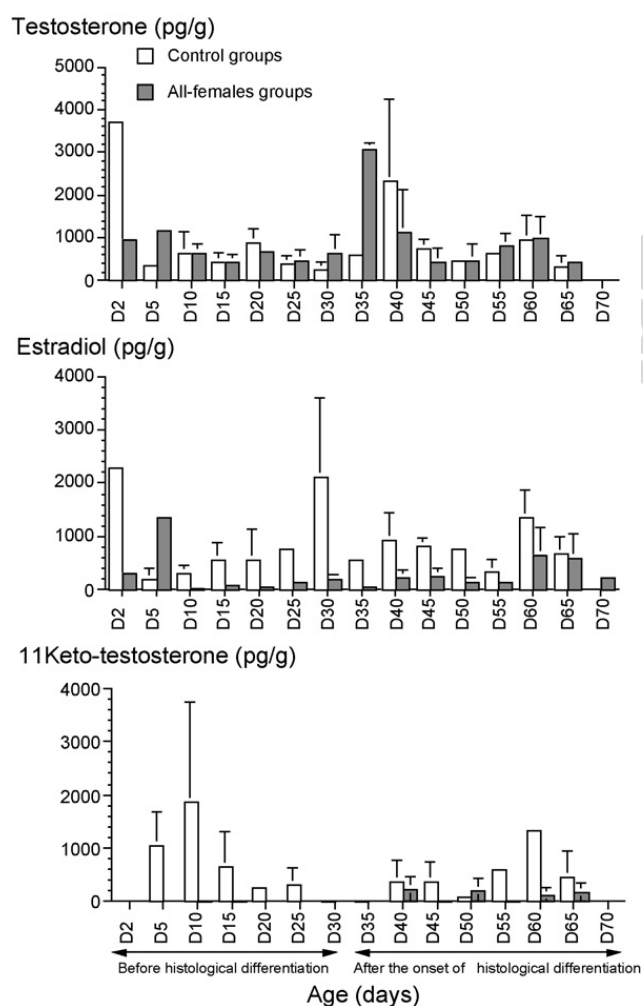 Testosterone (pg/g)
Control groups
All-females groups
5000
4000
3000
2000
1000
0
D2 D5 D10 D15 D20 D25 D30 D35 D40 D45 D50 D55 D60 D65 D70
Estradiol (pg/g)
4000
3000
2000
1000
0
D2 D5 D10 D15 D20 D25 D30 D35 D40 D45 D50 D55 D60 D65 D70
11Keto-testosterone (pg/g)
4000
3000
2000
1000
0
D2 D5 D10 D15 D20 D25 D30 D35 D40 D45 D50 D55 D60 D65 D70
Before histological differentiation After the onset of histological differentiation
Age (days)